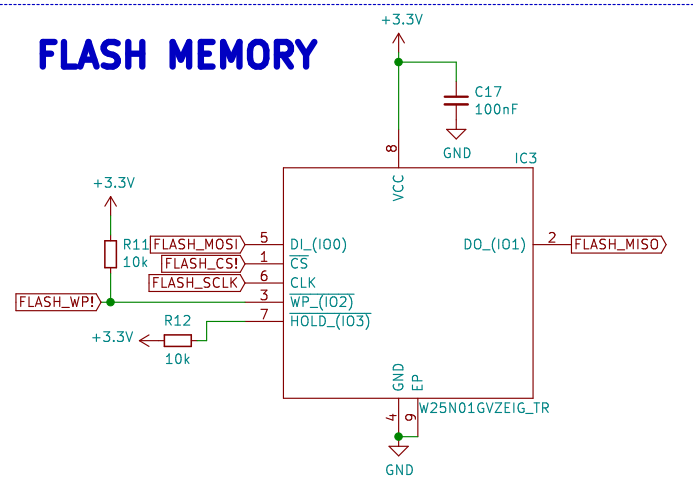 +3.3V
FLASH MEMORY
C17
100nF
8
GND
IC3
VCC
+3.3V
R11
10k
FLASH_MOSI
5
DI_(IO0)
DO_(IO1)
2
FLASH_MISO
FLASH_CS!
1
CS
FLASH_SCLK
6
CLK
FLASH_WP!
3
WP_(IO2)
R12
7
HOLD_(IO3)
+3.3V
10k
GND
EP
W25N01GVZEIG_TR
4
9
GND